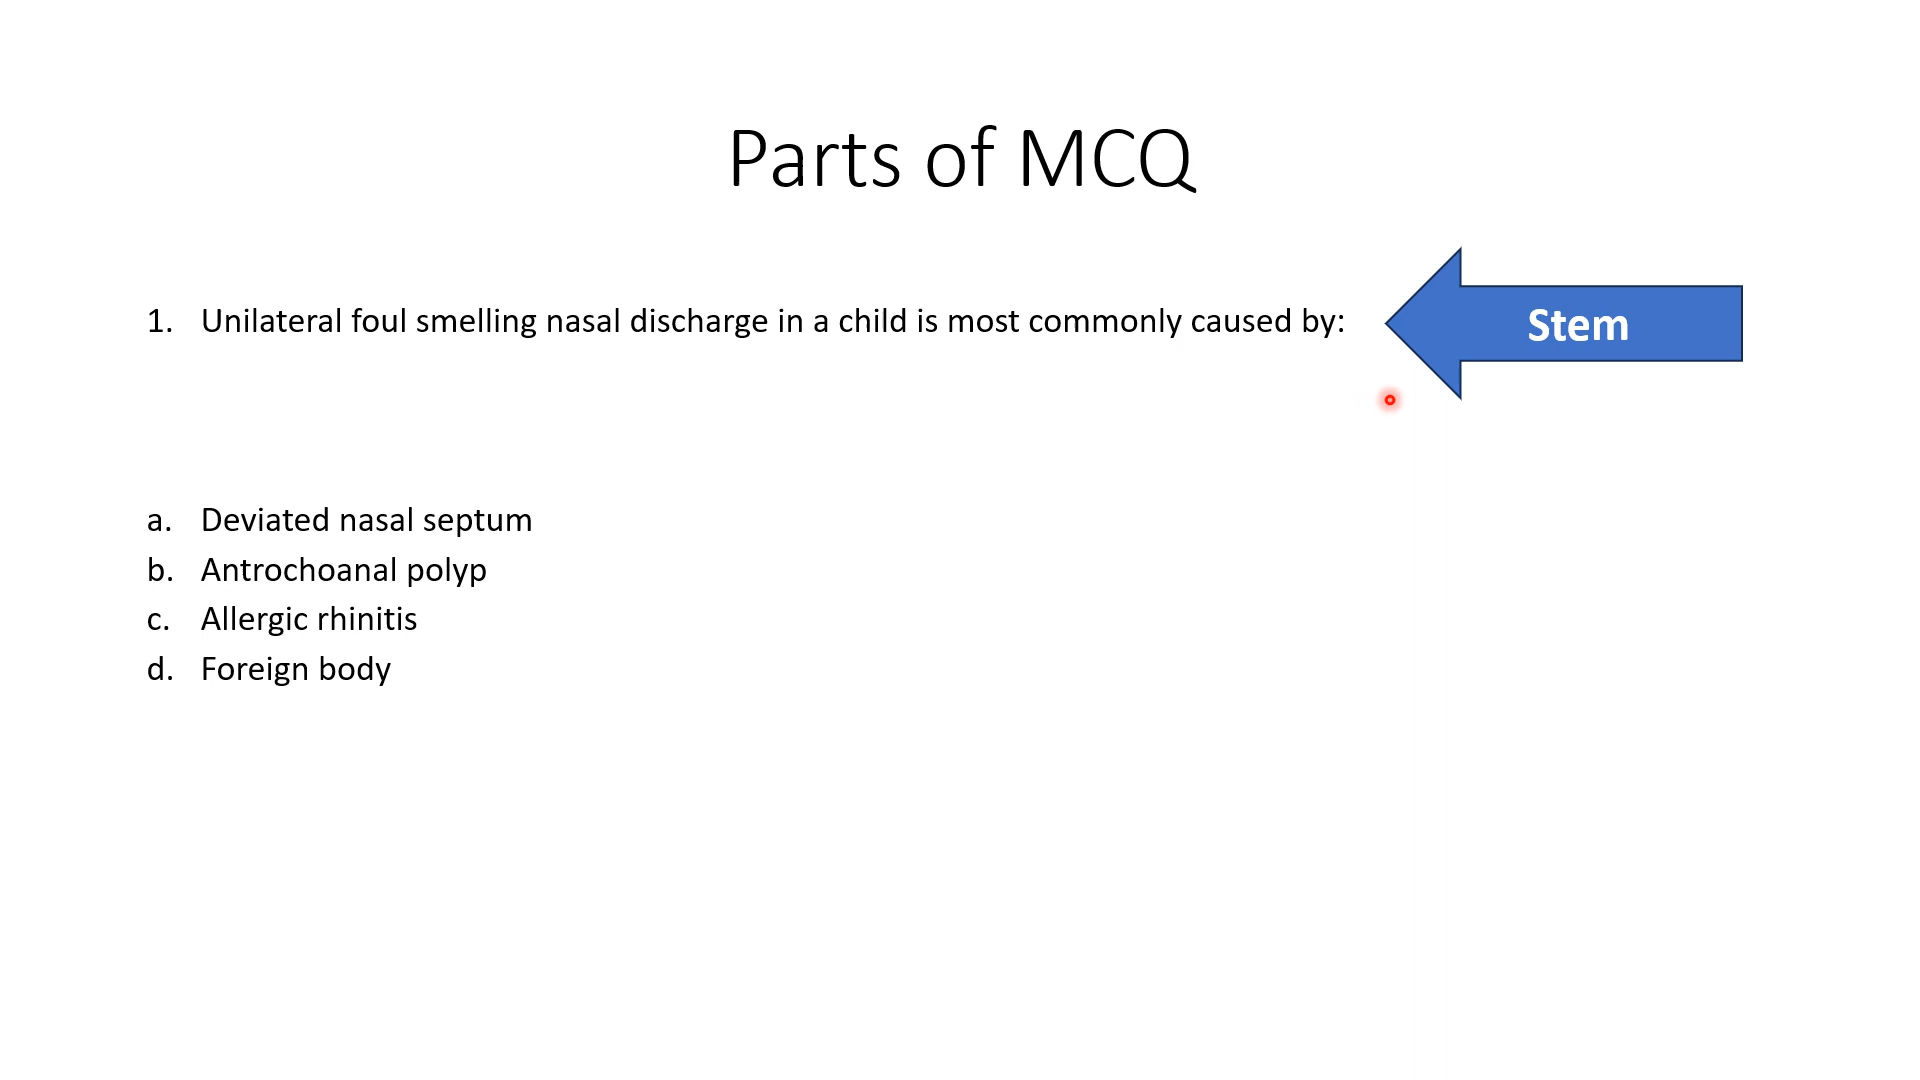 Parts of MCQ
1. Unilateral foul smelling nasal discharge in a child is most commonly caused by:
Stem
a. Deviated nasal septum
b. Antrochoanal polyp
c. Allergic rhinitis
d. Foreign body